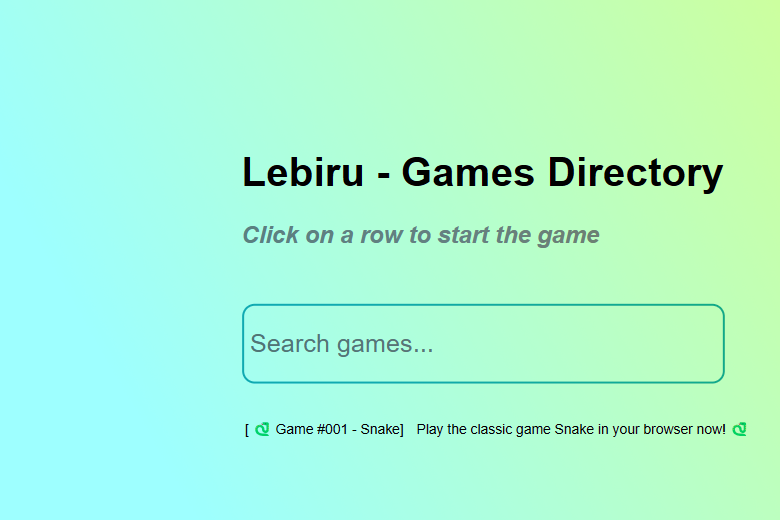 Lebiru - Games Directory
Click on a row to start the game
Search games...
[ 🐍 Game #001 - Snake] Play the classic game Snake in your browser now! 🐍